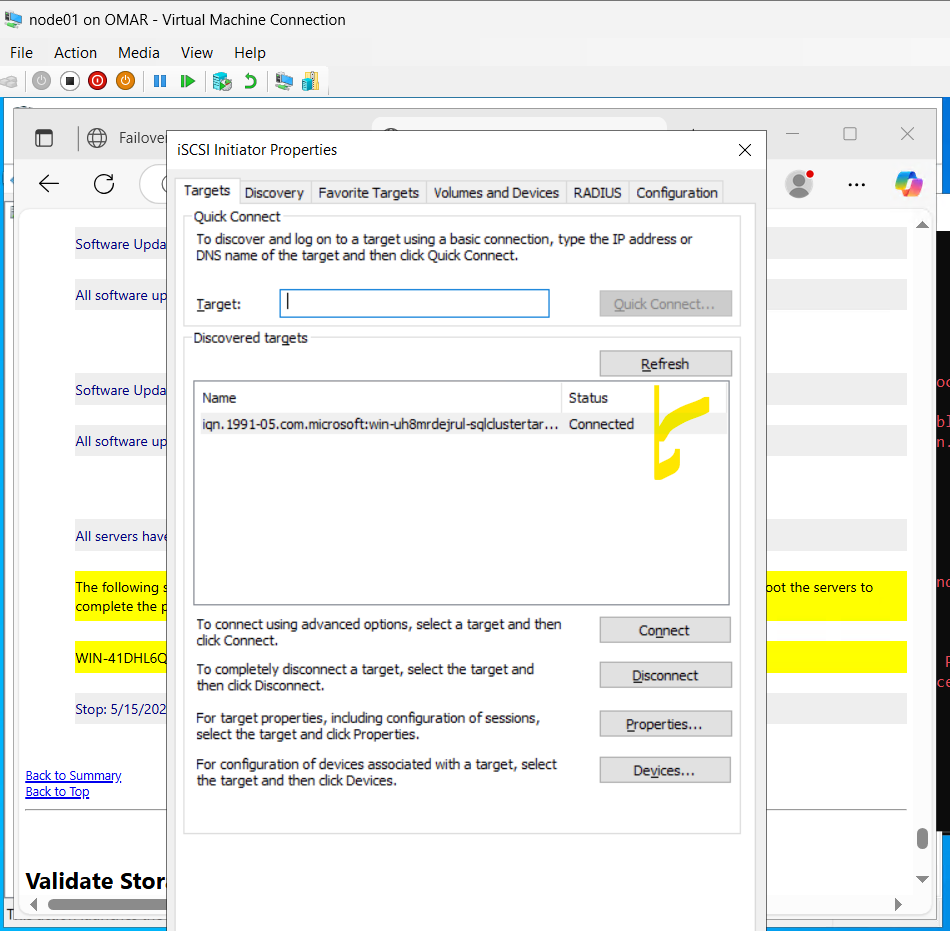 node01 on OMAR - Virtual Machine Connection
File Action Media View Help
Failover
iSCSI Initiator Properties
Targets Discovery Favorite Targets Volumes and Devices RADIUS Configuration
Quick Connect
To discover and log on to a target using a basic connection, type the IP address or
DNS name of the target and then click Quick Connect.
Target:
Quick Connect...
Discovered targets
Refresh
Name Status
iqn.1991-05.com.microsoft:win-uh8mrdejrul-sqlclustertar... Connected
To connect using advanced options, select a target and then
click Connect.
Connect
To completely disconnect a target, select the target and
then click Disconnect.
Disconnect
For target properties, including configuration of sessions,
select the target and click Properties.
Properties...
For configuration of devices associated with a target, select
the target and then click Devices.
Devices...
Software Upda
All software up
Software Upda
All software up
All servers have
The following s
oot the servers to
complete the p
WIN-41DHL6Q
Stop: 5/15/202
Back to Summary
Back to Top
Validate Stor